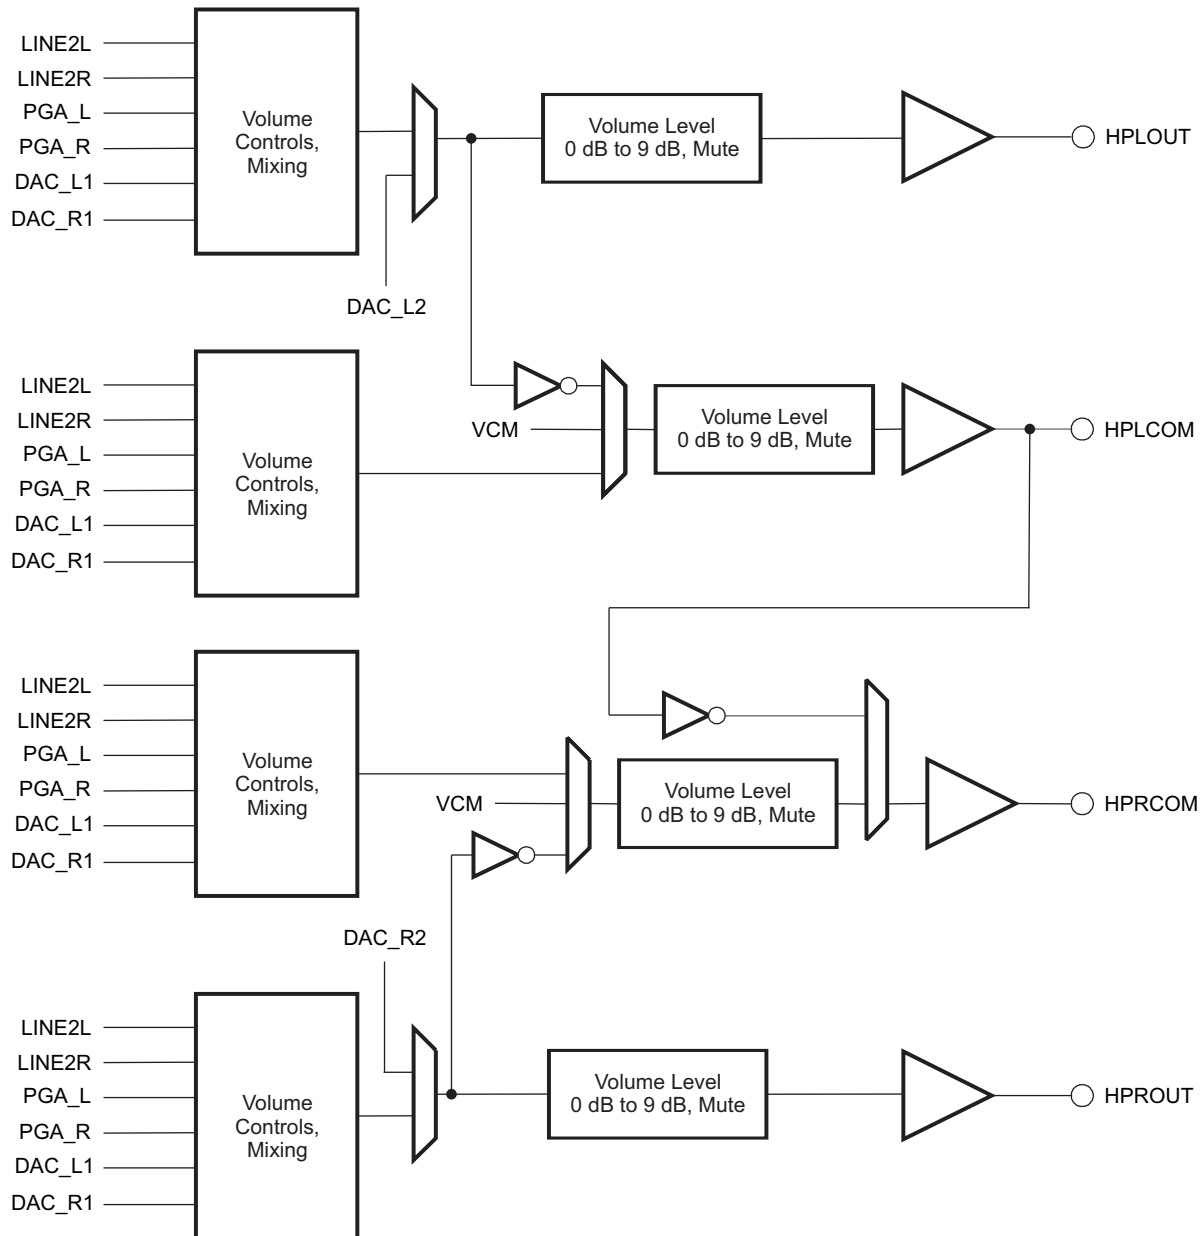 LINE2L
LINE2R
PGA_L
PGA_R
DAC_L1
DAC_R1
Volume
Controls,
Mixing
DAC_L2
Volume Level
0 dB to 9 dB, Mute
HPLOUT
LINE2L
LINE2R
PGA_L
PGA_R
DAC_L1
DAC_R1
Volume
Controls,
Mixing
VCM
Volume Level
0 dB to 9 dB, Mute
HPLCOM
LINE2L
LINE2R
PGA_L
PGA_R
DAC_L1
DAC_R1
Volume
Controls,
Mixing
VCM
Volume Level
0 dB to 9 dB, Mute
HPRCOM
DAC_R2
LINE2L
LINE2R
PGA_L
PGA_R
DAC_L1
DAC_R1
Volume
Controls,
Mixing
Volume Level
0 dB to 9 dB, Mute
HPROUT